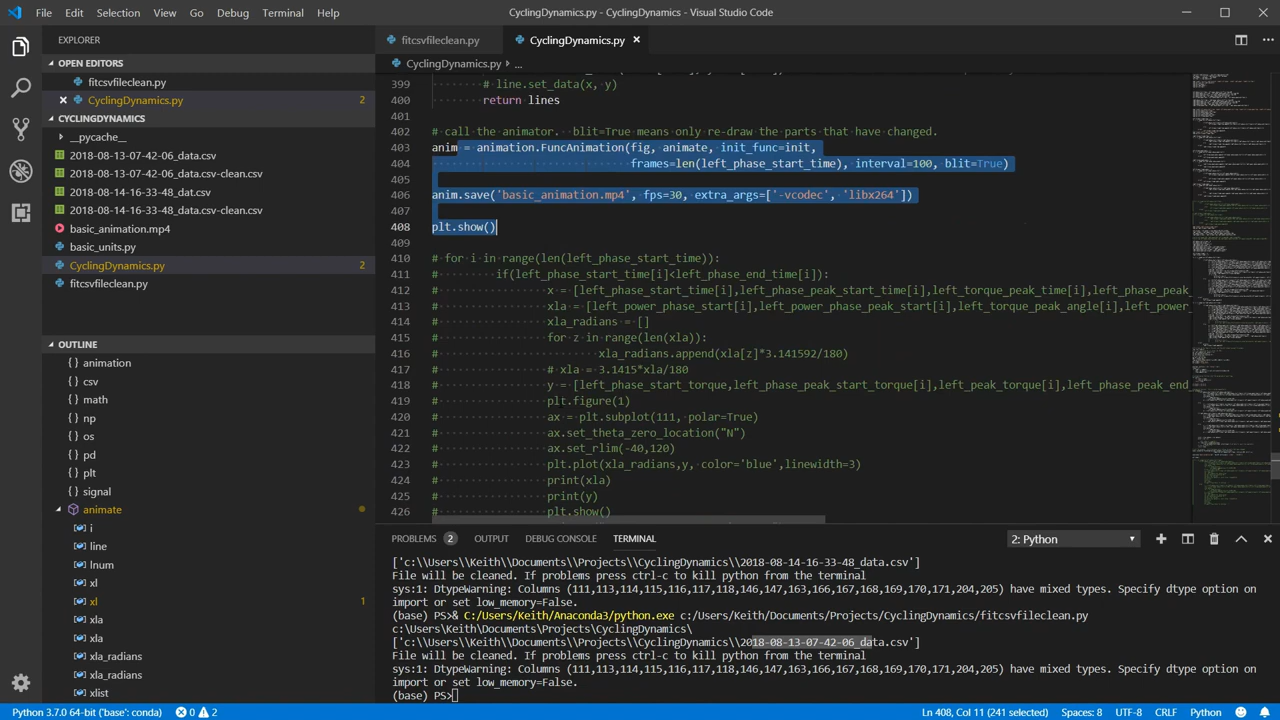 File Edit Selection View Go Debug Terminal Help
CyclingDynamics.py - CyclingDynamics - Visual Studio Code
EXPLORER
OPEN EDITORS
fitcsvfileclean.py
CyclingDynamics.py 2
CYCLINGDYNAMICS
__pycache__
2018-08-13-07-42-06_data.csv
2018-08-13-07-42-06_data.csv-clean.csv
2018-08-14-16-33-48_dat.csv
2018-08-14-16-33-48_data.csv-clean.csv
basic_animation.mp4
basic_units.py
CyclingDynamics.py 2
fitcsvfileclean.py
OUTLINE
animation
csv
math
np
os
pd
plt
signal
animate
i
line
lnum
xl
xl 1
xla
xla
xla_radians
xla_radians
xlist
fitcsvfileclean.py
CyclingDynamics.py
CyclingDynamics.py > ...
399 # line.set_data(x, y)
400 return lines
401
402 # call the animator. blit=True means only re-draw the parts that have changed.
403 anim = animation.FuncAnimation(fig, animate, init_func=init,
404 frames=len(left_phase_start_time), interval=100, blit=True)
405
406 anim.save('basic_animation.mp4', fps=30, extra_args=['-vcodec', 'libx264'])
407
408 plt.show()
409
410 # for i in range(len(left_phase_start_time)):
411 # if(left_phase_start_time[i]<left_phase_end_time[i]):
412 # x = [left_phase_start_time[i],left_phase_peak_start_time[i],left_torque_peak_time[i],left_phase_peak
413 # xla = [left_power_phase_start[i],left_power_phase_peak_start[i],left_torque_peak_angle[i],left_power
414 # xla_radians = []
415 # for z in range(len(xla)):
416 # xla_radians.append(xla[z]*3.141592/180)
417 # # xla = 3.1415*xla/180
418 # y = [left_phase_start_torque,left_phase_peak_start_torque[i],left_peak_torque[i],left_phase_peak_end
419 # plt.figure(1)
420 # ax = plt.subplot(111, polar=True)
421 # ax.set_theta_zero_location("N")
422 # ax.set_rlim(-40,120)
423 # plt.plot(xla_radians,y, color='blue',linewidth=3)
424 # print(xla)
425 # print(y)
426 # plt.show()
PROBLEMS 2 OUTPUT DEBUG CONSOLE TERMINAL 2: Python
['c:\\Users\\Keith\\Documents\\Projects\\CyclingDynamics\\2018-08-14-16-33-48_data.csv']
File will be cleaned. If problems press ctrl-c to kill python from the terminal
sys:1: DtypeWarning: Columns (111,113,114,115,116,117,118,146,147,163,166,167,168,169,170,171,204,205) have mixed types. Specify dtype option on
import or set low_memory=False.
(base) PS>& C:/Users/Keith/Anaconda3/python.exe c:/Users/Keith/Documents/Projects/CyclingDynamics/fitcsvfileclean.py
c:\Users\Keith\Documents\Projects\CyclingDynamics\
['c:\\Users\\Keith\\Documents\\Projects\\CyclingDynamics\\2018-08-13-07-42-06_data.csv']
File will be cleaned. If problems press ctrl-c to kill python from the terminal
sys:1: DtypeWarning: Columns (111,113,114,115,116,117,118,146,147,163,166,167,168,169,170,171,204,205) have mixed types. Specify dtype option on
import or set low_memory=False.
(base) PS>
Python 3.7.0 64-bit ('base': conda) 0 2
Ln 408, Col 11 (241 selected) Spaces: 8 UTF-8 CRLF Python